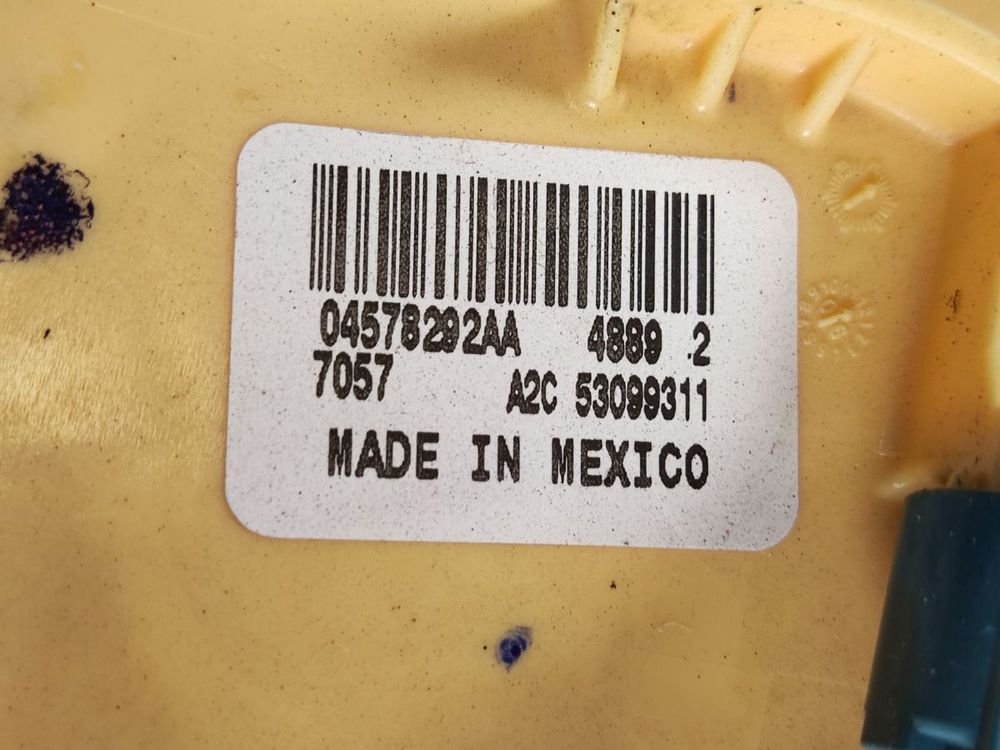 04578292AA 4889 2
7057 A2C 53099311
MADE IN MEXICO